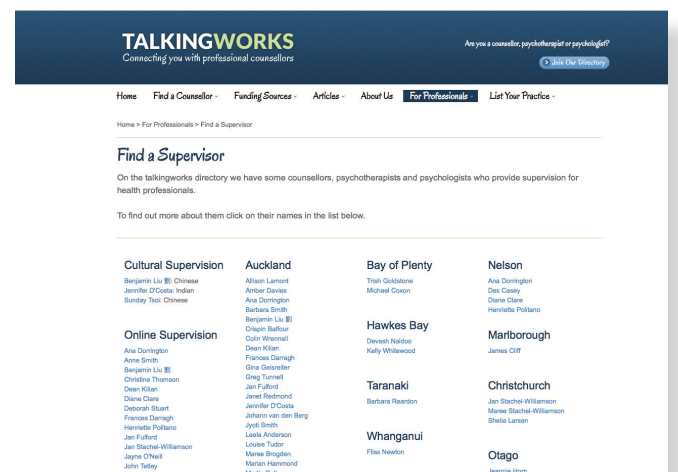 TALKINGWORKS
Connecting you with professional counsellors
Are you a counsellor, psychotherapist or psychologist?
Join Our Directory
Home Find a Counsellor Funding Sources Articles About Us For Professionals List Your Practice
Home > For Professionals > Find a Supervisor
Find a Supervisor
On the talkingworks directory we have some counsellors, psychotherapists and psychologists who provide supervision for
health professionals.
To find out more about them click on their names in the list below.
Cultural Supervision
Benjamin Liu 劉: Chinese
Jennifer D'Costa: Indian
Sunday Tsoi: Chinese
Online Supervision
Ana Dorrington
Anne Smith
Benjamin Liu 劉
Christine Thomson
Dean Kilian
Diane Clare
Deborah Stuart
Frances Darragh
Henriette Politano
Jan Fulford
Jan Stachel-Williamson
Jayne O'Neill
John Tetley
Auckland
Allison Lamont
Amber Davies
Ana Dorrington
Barbara Smith
Benjamin Liu 劉
Crispin Balfour
Colin Wrennall
Dean Kilian
Frances Darragh
Gina Geisreiter
Greg Tunnell
Jan Fulford
Janet Redmond
Jennifer D'Costa
Johann van den Berg
Jyoti Smith
Leela Anderson
Louise Tudor
Maree Brogden
Marian Hammond
Bay of Plenty
Trish Goldstone
Michael Coxon
Hawkes Bay
Devash Naidoo
Kelly Whitewood
Taranaki
Barbara Reardon
Whanganui
Flias Newton
Nelson
Ana Dorrington
Des Casey
Diane Clare
Henriette Politano
Marlborough
James Cliff
Christchurch
Jan Stachel-Williamson
Maree Stachel-Williamson
Shelia Larsen
Otago
Jeannie Horn